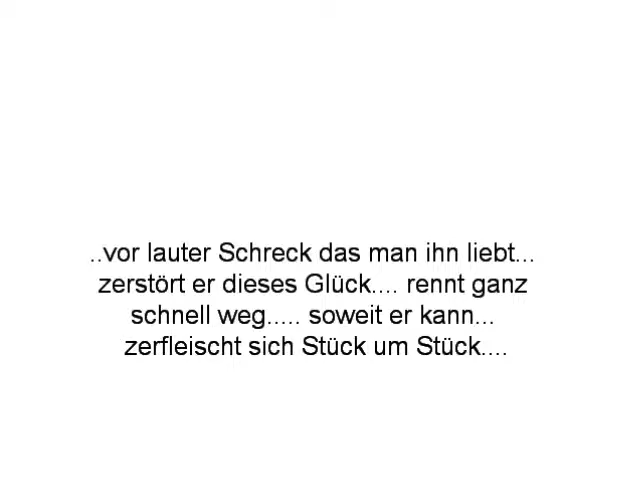 ..vor lauter Schreck das man ihn liebt...
zerstört er dieses Glück.... rennt ganz
schnell weg..... soweit er kann...
zerfleischt sich Stück um Stück....